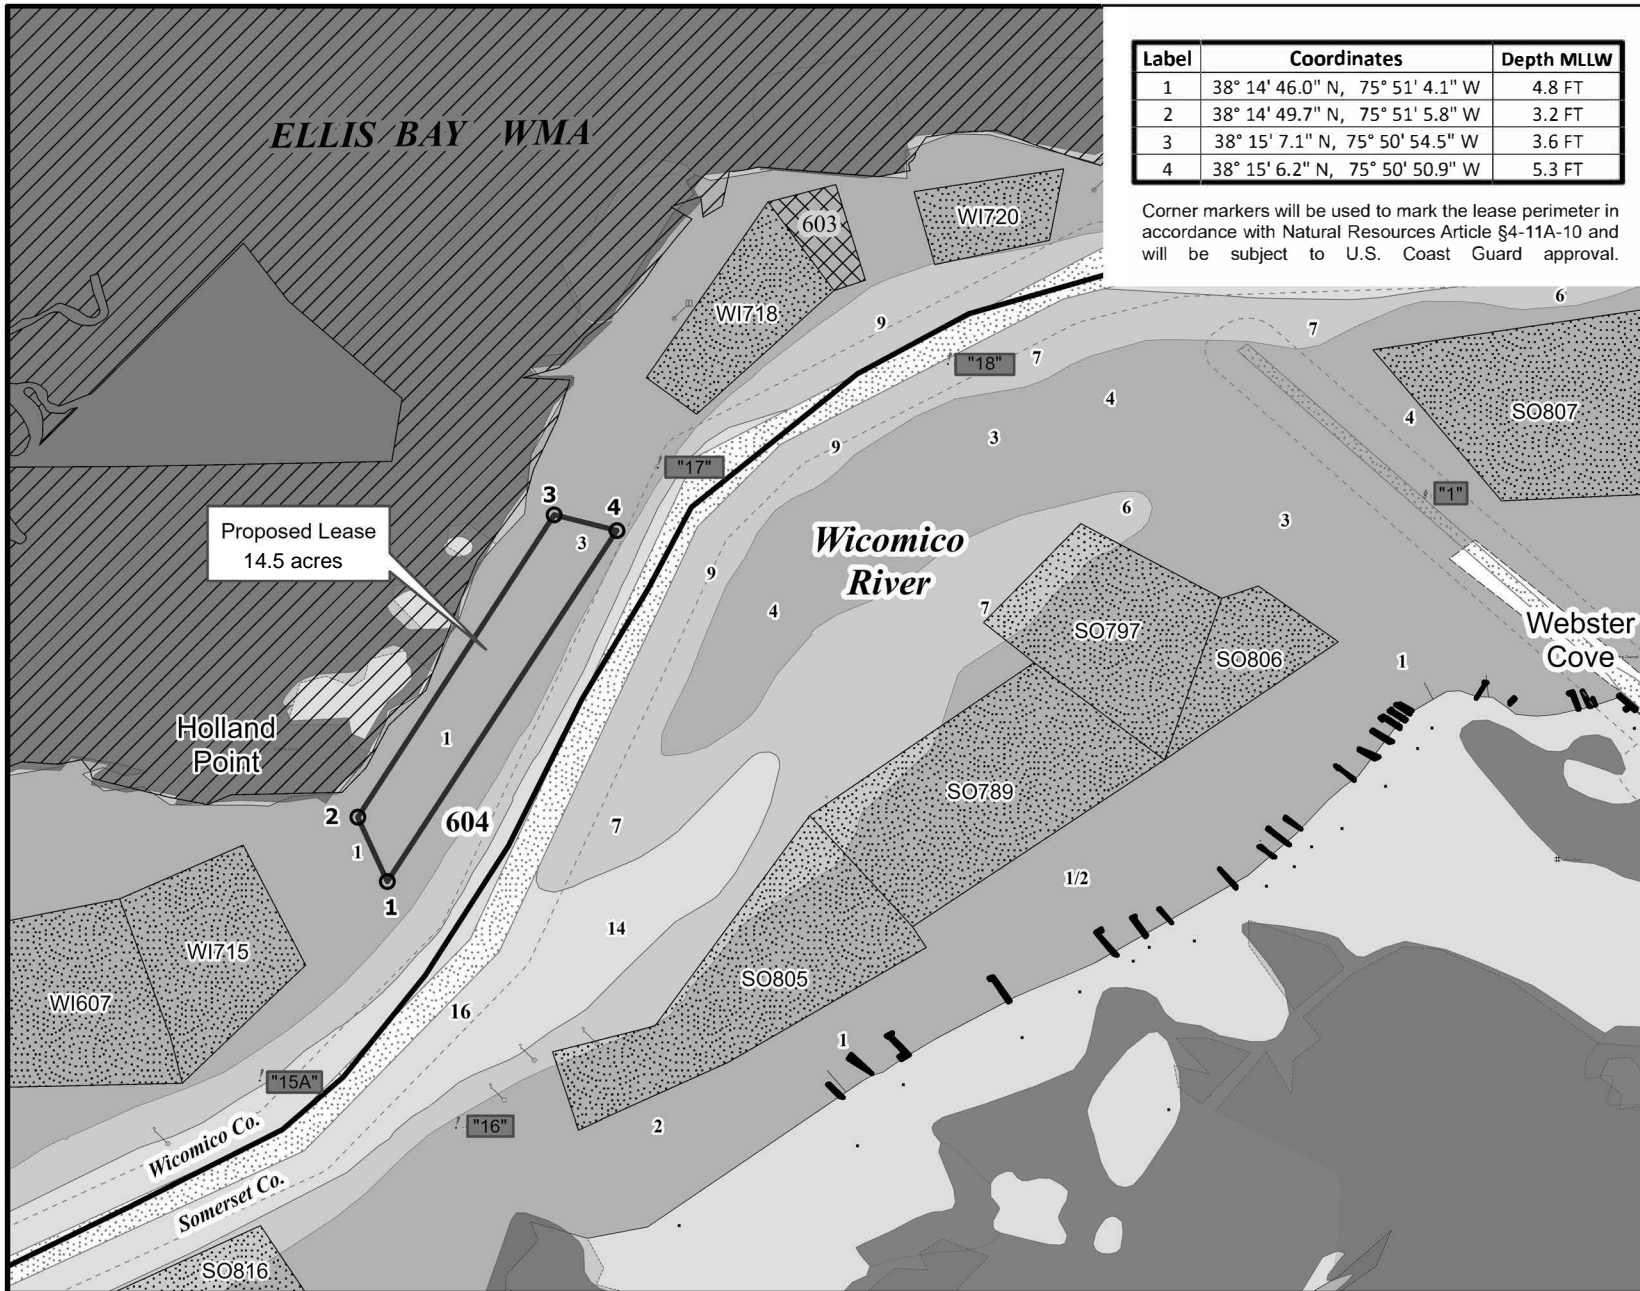 Label Coordinates Depth MLLW
1 38° 14' 46.0" N, 75° 51' 4.1" W 4.8 FT
2 38° 14' 49.7" N, 75° 51' 5.8" W 3.2 FT
3 38° 15' 7.1" N, 75° 50' 54.5" W 3.6 FT
4 38° 15' 6.2" N, 75° 50' 50.9" W 5.3 FT
Corner markers will be used to mark the lease perimeter in
accordance with Natural Resources Article §4-11A-10 and
will be subject to U.S. Coast Guard approval.
ELLIS BAY WMA
603
WI720
WI718
6
7
9
"18"
7
4
4
SO807
3
9
"17"
"1"
3
4
6
3
Proposed Lease
14.5 acres
3
Wicomico
River
9
4
7
SO797
Webster
Cove
SO806
1
Holland
Point
1
SO789
2
604
7
1
1/2
1
14
WI715
SO805
WI607
16
1
"15A"
"16"
2
Wicomico Co.
Somerset Co.
SO816